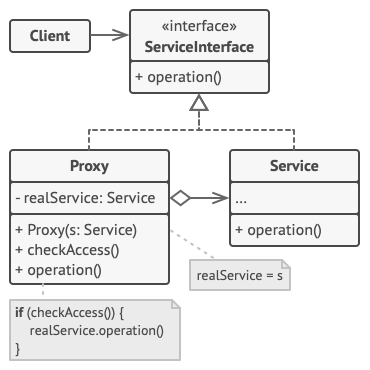 Client
«interface»
ServiceInterface
+ operation()
Proxy
- realService: Service
+ Proxy(s: Service)
+ checkAccess()
+ operation()
Service
...
+ operation()
realService = s
if (checkAccess()) {
realService.operation()
}